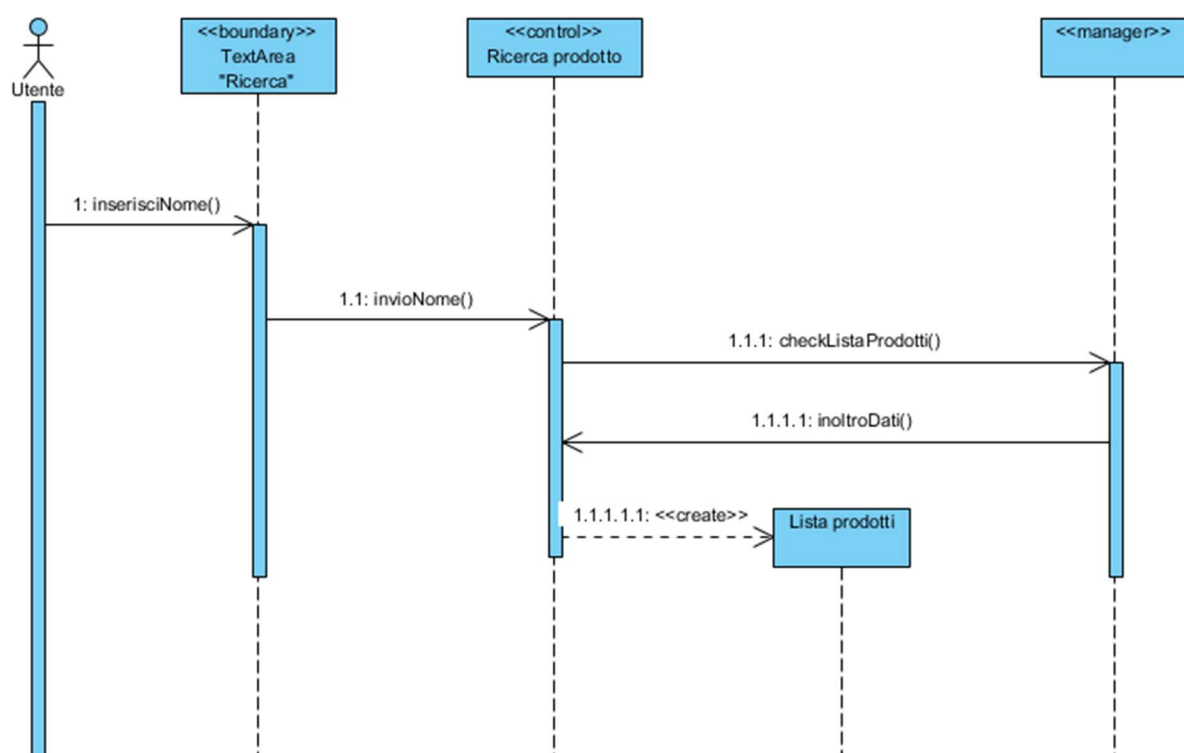 <<boundary>>
TextArea
"Ricerca"
<<control>>
Ricerca prodotto
<<manager>>
Utente
1: inserisciNome()
1.1: invioNome()
1.1.1: checkListaProdotti()
1.1.1.1: inoltroDati()
1.1.1.1.1: <<create>>
Lista prodotti